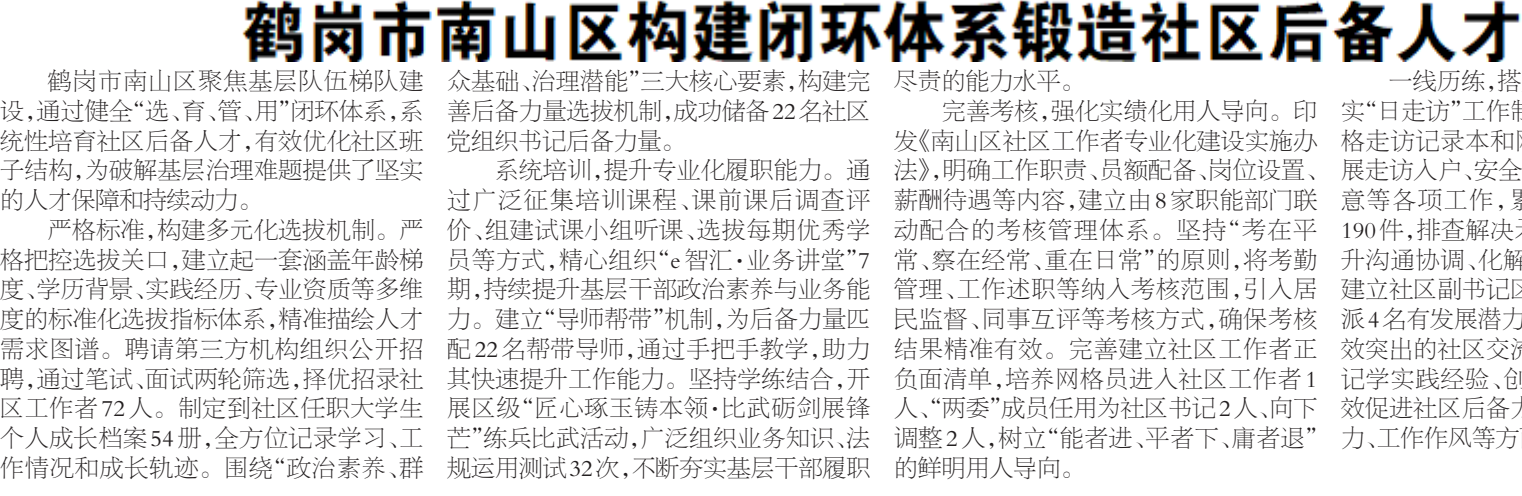 鹤岗市南山区构建闭环体系锻造社区后备人才
鹤岗市南山区聚焦基层队伍梯队建
设，通过健全“选、育、管、用”闭环体系，系
统性培育社区后备人才，有效优化社区班
子结构，为破解基层治理难题提供了坚实
的人才保障和持续动力。
严格标准，构建多元化选拔机制。严
格把控选拔关口，建立起一套涵盖年龄梯
度、学历背景、实践经历、专业资质等多维
度的标准化选拔指标体系，精准描绘人才
需求图谱。聘请第三方机构组织公开招
聘，通过笔试、面试两轮筛选，择优招录社
区工作者72人。制定到社区任职大学生
个人成长档案54册，全方位记录学习、工
作情况和成长轨迹。围绕“政治素养、群
众基础、治理潜能”三大核心要素，构建完
善后备力量选拔机制，成功储备22名社区
党组织书记后备力量。
系统培训，提升专业化履职能力。通
过广泛征集培训课程、课前课后调查评
价、组建试课小组听课、选拔每期优秀学
员等方式，精心组织“e智汇·业务讲堂”7
期，持续提升基层干部政治素养与业务能
力。建立“导师帮带”机制，为后备力量匹
配22名帮带导师，通过手把手教学，助力
其快速提升工作能力。坚持学练结合，开
展区级“匠心琢玉铸本领·比武砺剑展锋
芒”练兵比武活动，广泛组织业务知识、法
规运用测试32次，不断夯实基层干部履职
尽责的能力水平。
完善考核，强化实绩化用人导向。印
发《南山区社区工作者专业化建设实施办
法》，明确工作职责、员额配备、岗位设置、
薪酬待遇等内容，建立由8家职能部门联
动配合的考核管理体系。坚持“考在平
常、察在经常、重在日常”的原则，将考勤
管理、工作述职等纳入考核范围，引入居
民监督、同事互评等考核方式，确保考核
结果精准有效。完善建立社区工作者正
负面清单，培养网格员进入社区工作者1
人、“两委”成员任用为社区书记2人、向下
调整2人，树立“能者进、平者下、庸者退”
的鲜明用人导向。
一线历练，搭
实“日走访”工作制
格走访记录本和
展走访入户、安全
意等各项工作，累
190件，排查解决
升沟通协调、化解
建立社区副书记区
派4名有发展潜力
效突出的社区交流
记学实践经验、创
效促进社区后备力
力、工作作风等方